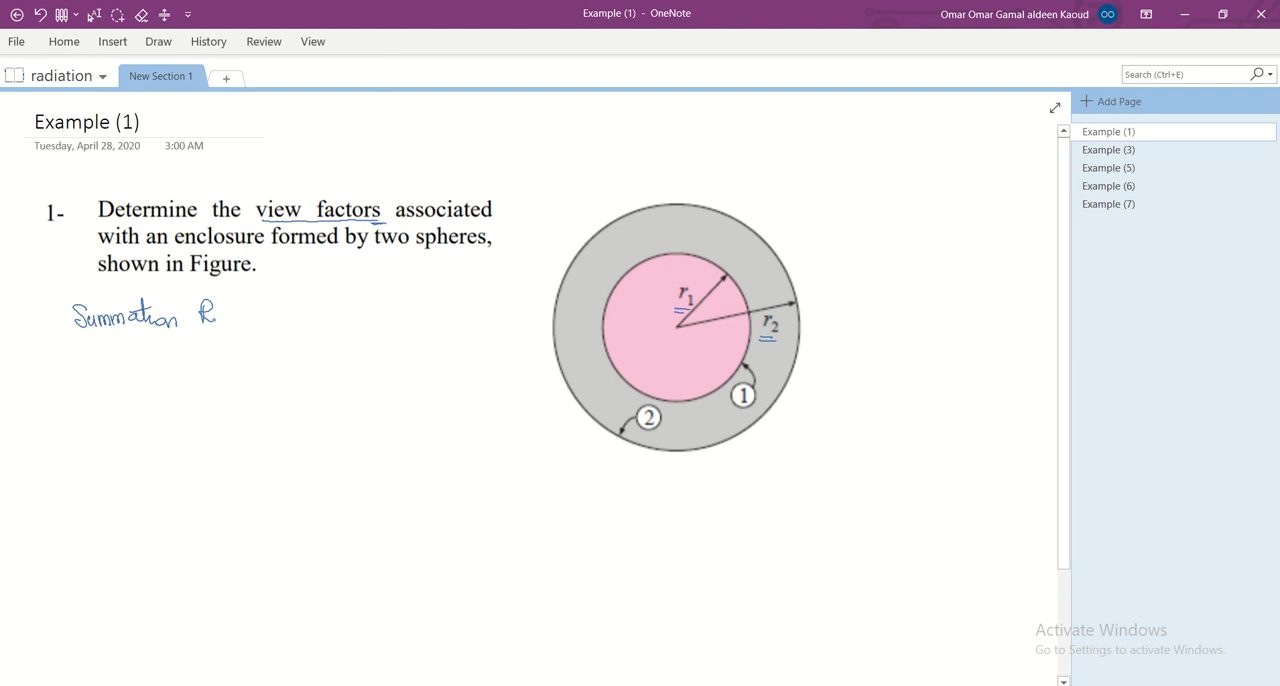 Example (1) - OneNote
Omar Omar Gamal aldeen Kaoud OO
File Home Insert Draw History Review View
radiation New Section 1 +
Search (Ctrl+E)
Add Page
Example (1)
Example (3)
Example (5)
Example (6)
Example (7)
Example (1)
Tuesday, April 28, 2020 3:00 AM
1- Determine the view factors associated
with an enclosure formed by two spheres,
shown in Figure.
Summation R
r1
r2
1
2
Activate Windows
Go to Settings to activate Windows.